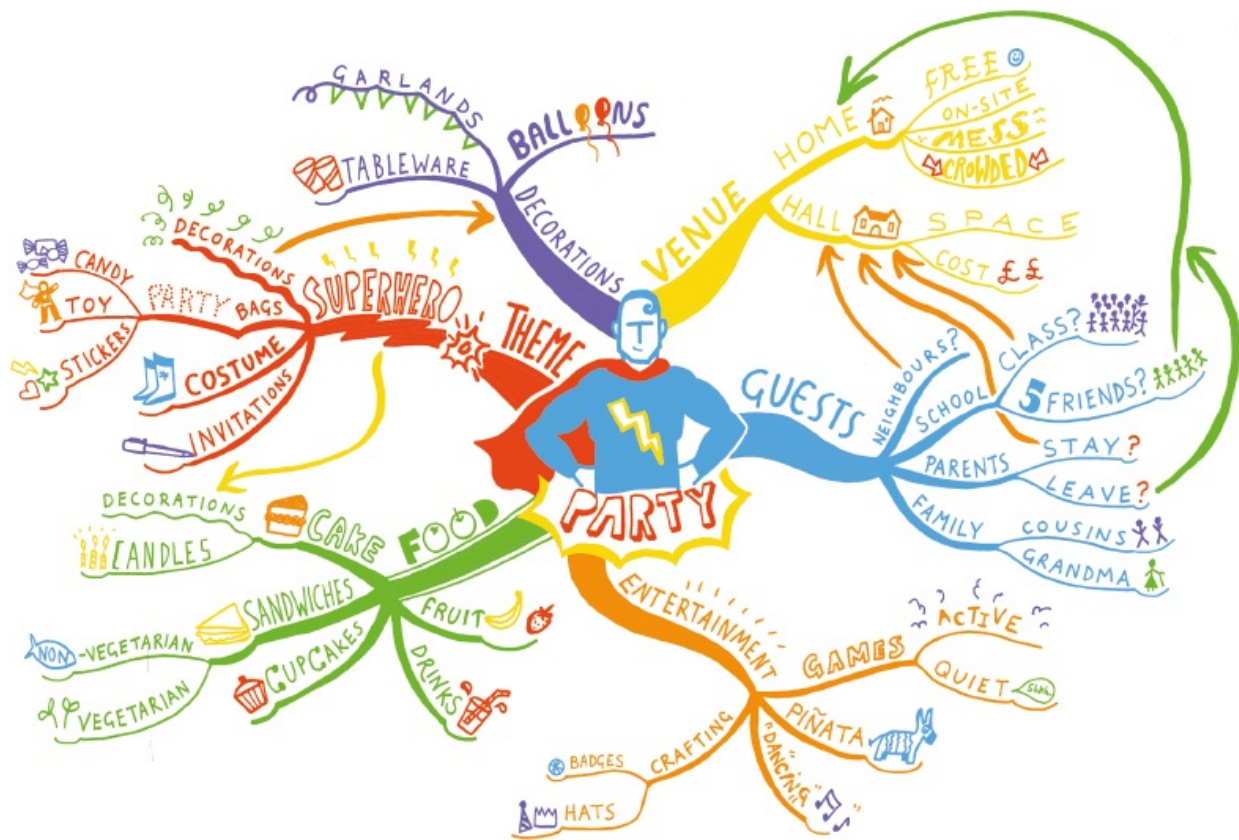 PARTY
VENUE
HOME
FREE
ON-SITE
MESS
CROWDED
HALL
SPACE
COST ££
GUESTS
NEIGHBOURS?
SCHOOL
CLASS?
5 FRIENDS?
PARENTS
STAY?
LEAVE?
FAMILY
COUSINS
GRANDMA
ENTERTAINMENT
GAMES
ACTIVE
QUIET
Shhh
PIÑATA
"DANCING"
CRAFTING
BADGES
HATS
FOOD
FRUIT
DRINKS
CUPCAKES
SANDWICHES
NON-VEGETARIAN
VEGETARIAN
CAKE
DECORATIONS
CANDLES
THEME
SUPERHERO
DECORATIONS
PARTY BAGS
CANDY
TOY
STICKERS
COSTUME
INVITATIONS
DECORATIONS
GARLANDS
BALLOONS
TABLEWARE